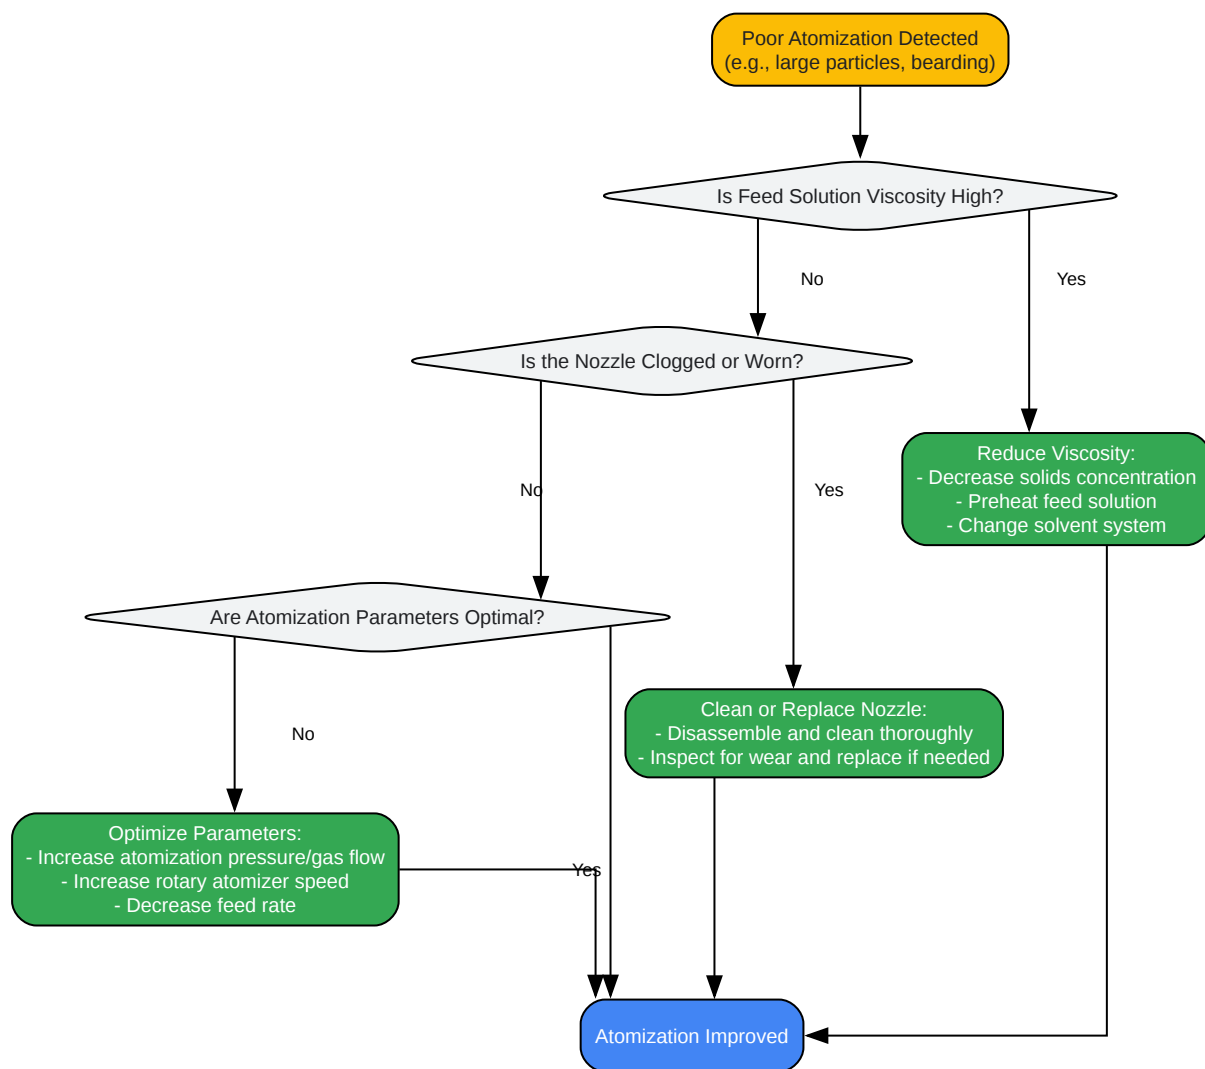 Poor Atomization Detected
(e.g., large particles, bearding)
Is Feed Solution Viscosity High?
No
Yes
Is the Nozzle Clogged or Worn?
Reduce Viscosity:
- Decrease solids concentration
- Preheat feed solution
- Change solvent system
No
Yes
Are Atomization Parameters Optimal?
Clean or Replace Nozzle:
- Disassemble and clean thoroughly
- Inspect for wear and replace if needed
No
Optimize Parameters:
- Increase atomization pressure/gas flow
- Increase rotary atomizer speed
- Decrease feed rate
Yes
Atomization Improved